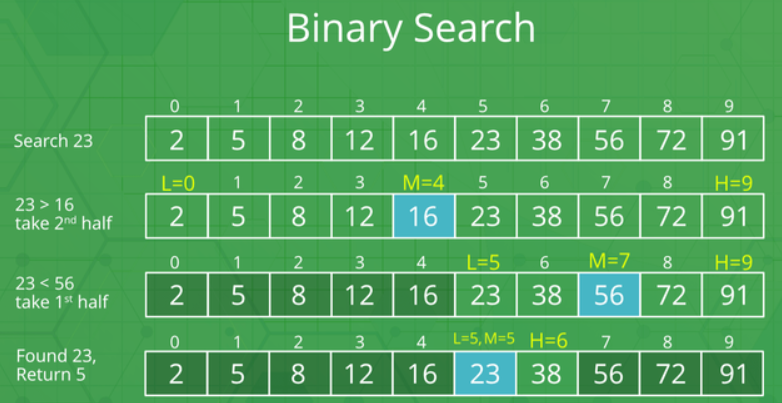 Binary Search
0 1 2 3 4 5 6 7 8 9
Search 23 2 5 8 12 16 23 38 56 72 91
L=0 1 2 3 M=4 5 6 7 8 H=9
23 > 16
take 2nd half 2 5 8 12 16 23 38 56 72 91
0 1 2 3 4 L=5 6 M=7 8 H=9
23 < 56
take 1st half 2 5 8 12 16 23 38 56 72 91
0 1 2 3 4 L=5, M=5 H=6 7 8 9
Found 23,
Return 5 2 5 8 12 16 23 38 56 72 91